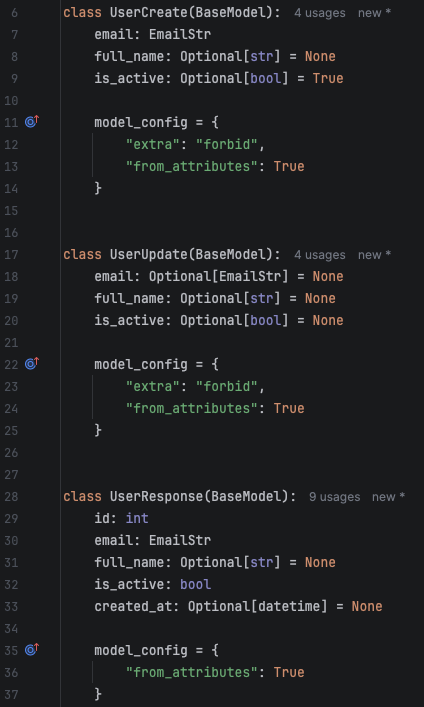 6 class UserCreate(BaseModel): 4 usages new *
7     email: EmailStr
8     full_name: Optional[str] = None
9     is_active: Optional[bool] = True
10
11     model_config = {
12         "extra": "forbid",
13         "from_attributes": True
14     }
15
16
17 class UserUpdate(BaseModel): 4 usages new *
18     email: Optional[EmailStr] = None
19     full_name: Optional[str] = None
20     is_active: Optional[bool] = None
21
22     model_config = {
23         "extra": "forbid",
24         "from_attributes": True
25     }
26
27
28 class UserResponse(BaseModel): 9 usages new *
29     id: int
30     email: EmailStr
31     full_name: Optional[str] = None
32     is_active: bool
33     created_at: Optional[datetime] = None
34
35     model_config = {
36         "from_attributes": True
37     }